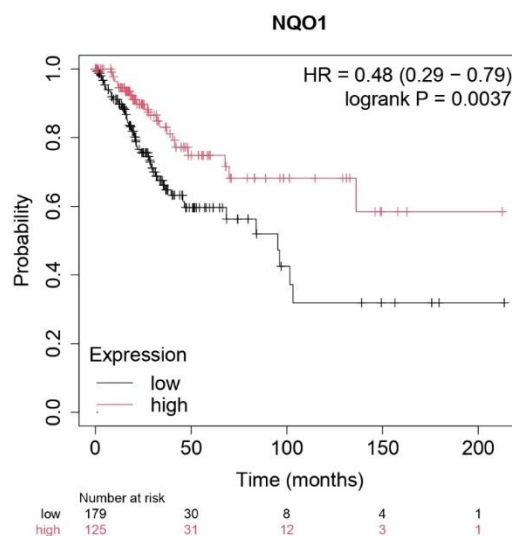 NQO1
HR = 0.48 (0.29 − 0.79)
logrank P = 0.0037
Probability
1.0
0.8
0.6
0.4
0.2
0.0
Expression
low
high
0 50 100 150 200
Time (months)
Number at risk
low 179 30 8 4 1
high 125 31 12 3 1